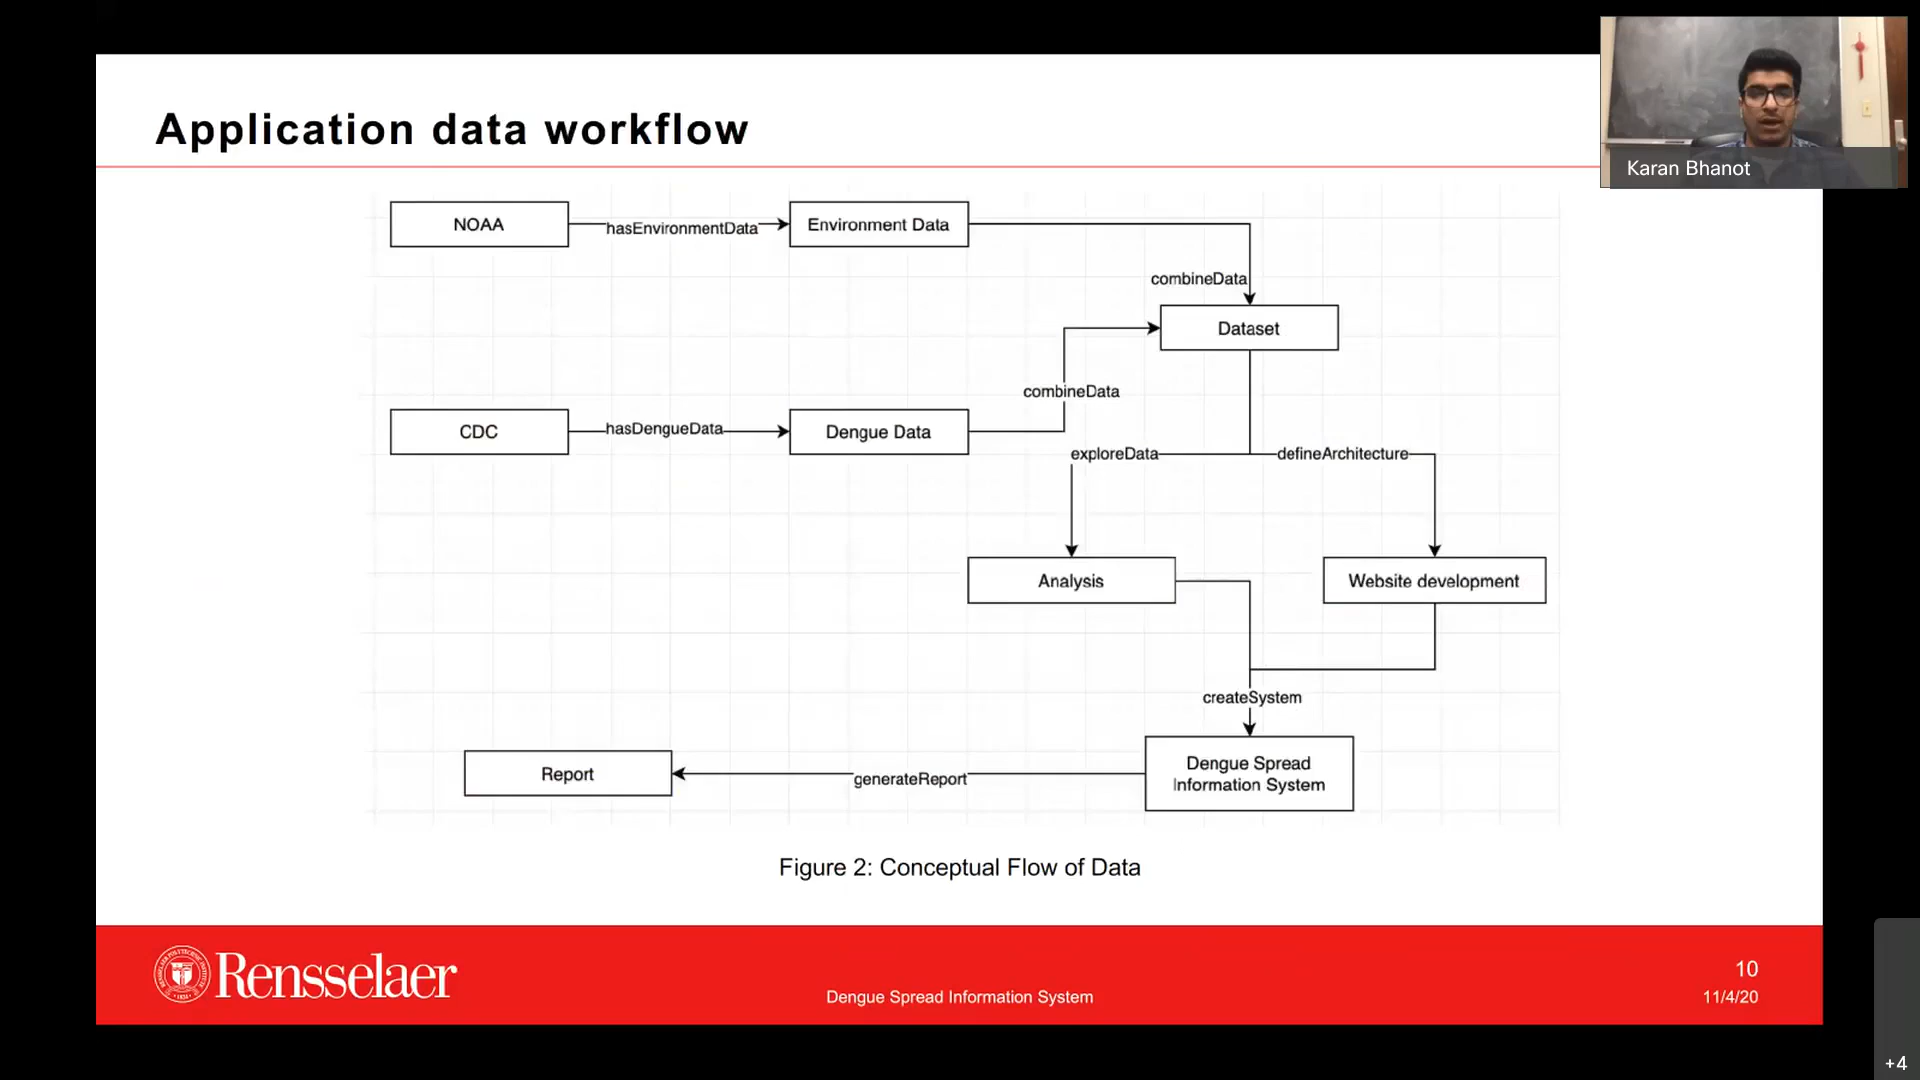 Application data workflow
Karan Bhanot
NOAA
hasEnvironmentData
Environment Data
combineData
Dataset
combineData
CDC
hasDengueData
Dengue Data
exploreData
defineArchitecture
Analysis
Website development
createSystem
Report
generateReport
Dengue Spread
Information System
Figure 2: Conceptual Flow of Data
Rensselaer
Dengue Spread Information System
10
11/4/20
+4